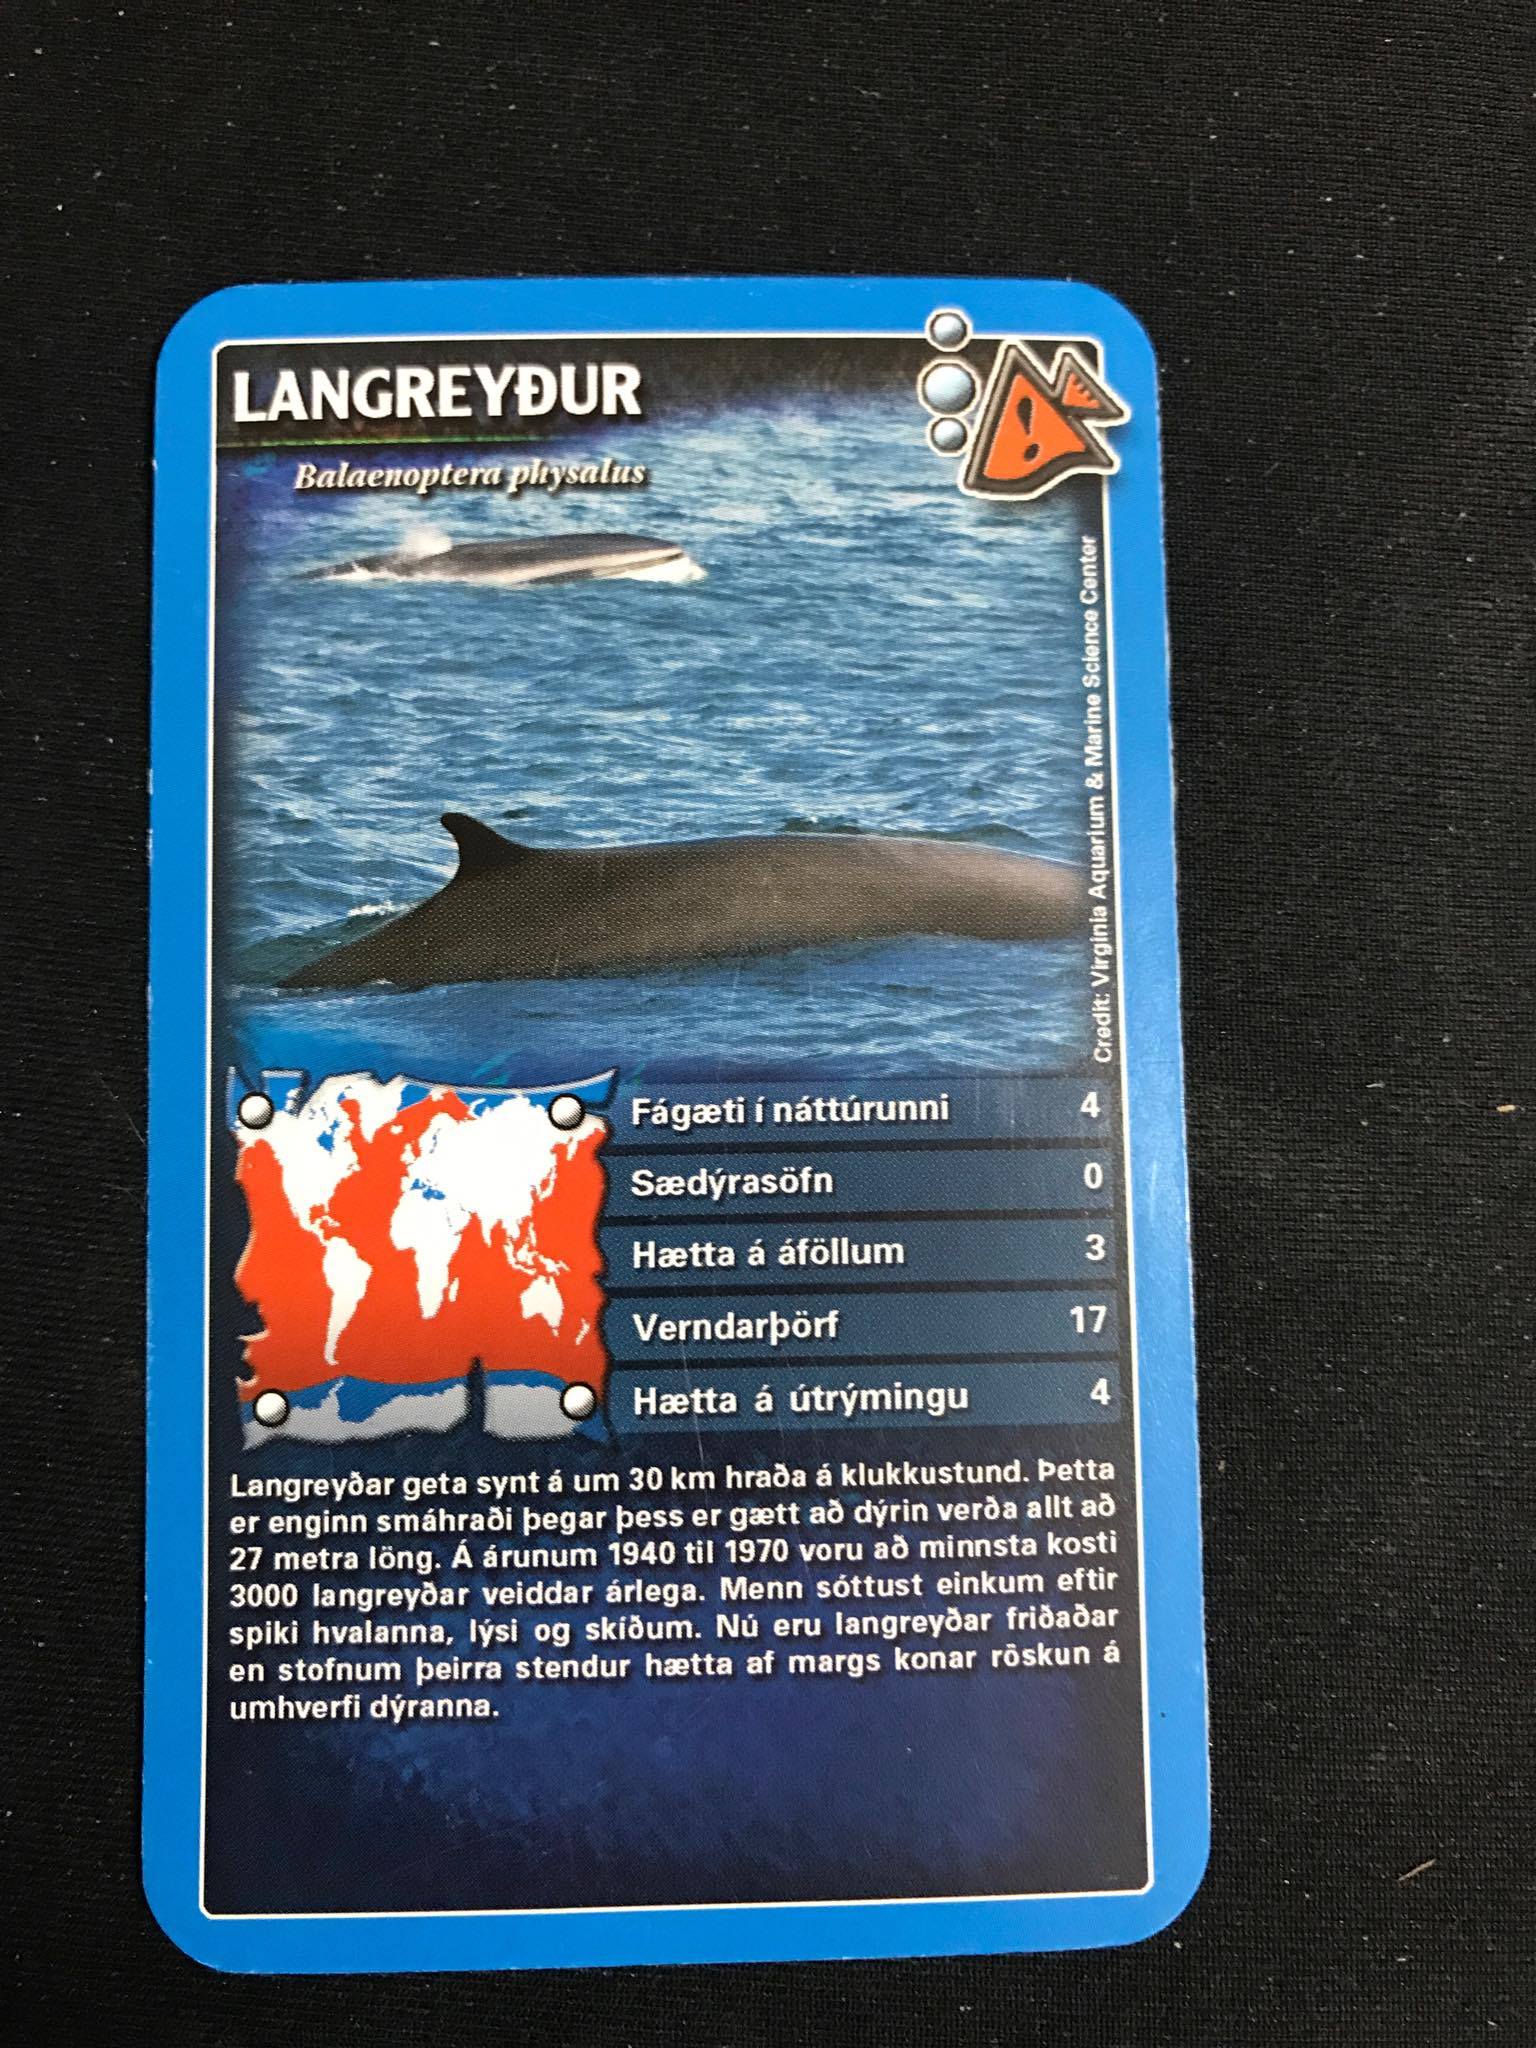 LANGREYÐUR
Balaenoptera physalus
Credit: Virginia Aquarium & Marine Science Center
Fágæti í náttúrunni 4
Sædýrasöfn 0
Hætta á áföllum 3
Verndarþörf 17
Hætta á útrýmingu 4
Langreyðar geta synt á um 30 km hraða á klukkustund. Þetta
er enginn smáhraði þegar þess er gætt að dýrin verða allt að
27 metra löng. Á árunum 1940 til 1970 voru að minnsta kosti
3000 langreyðar veiddar árlega. Menn sóttust einkum eftir
spiki hvalanna, lýsi og skíðum. Nú eru langreyðar friðaðar
en stofnum þeirra stendur hætta af margs konar röskun á
umhverfi dýranna.